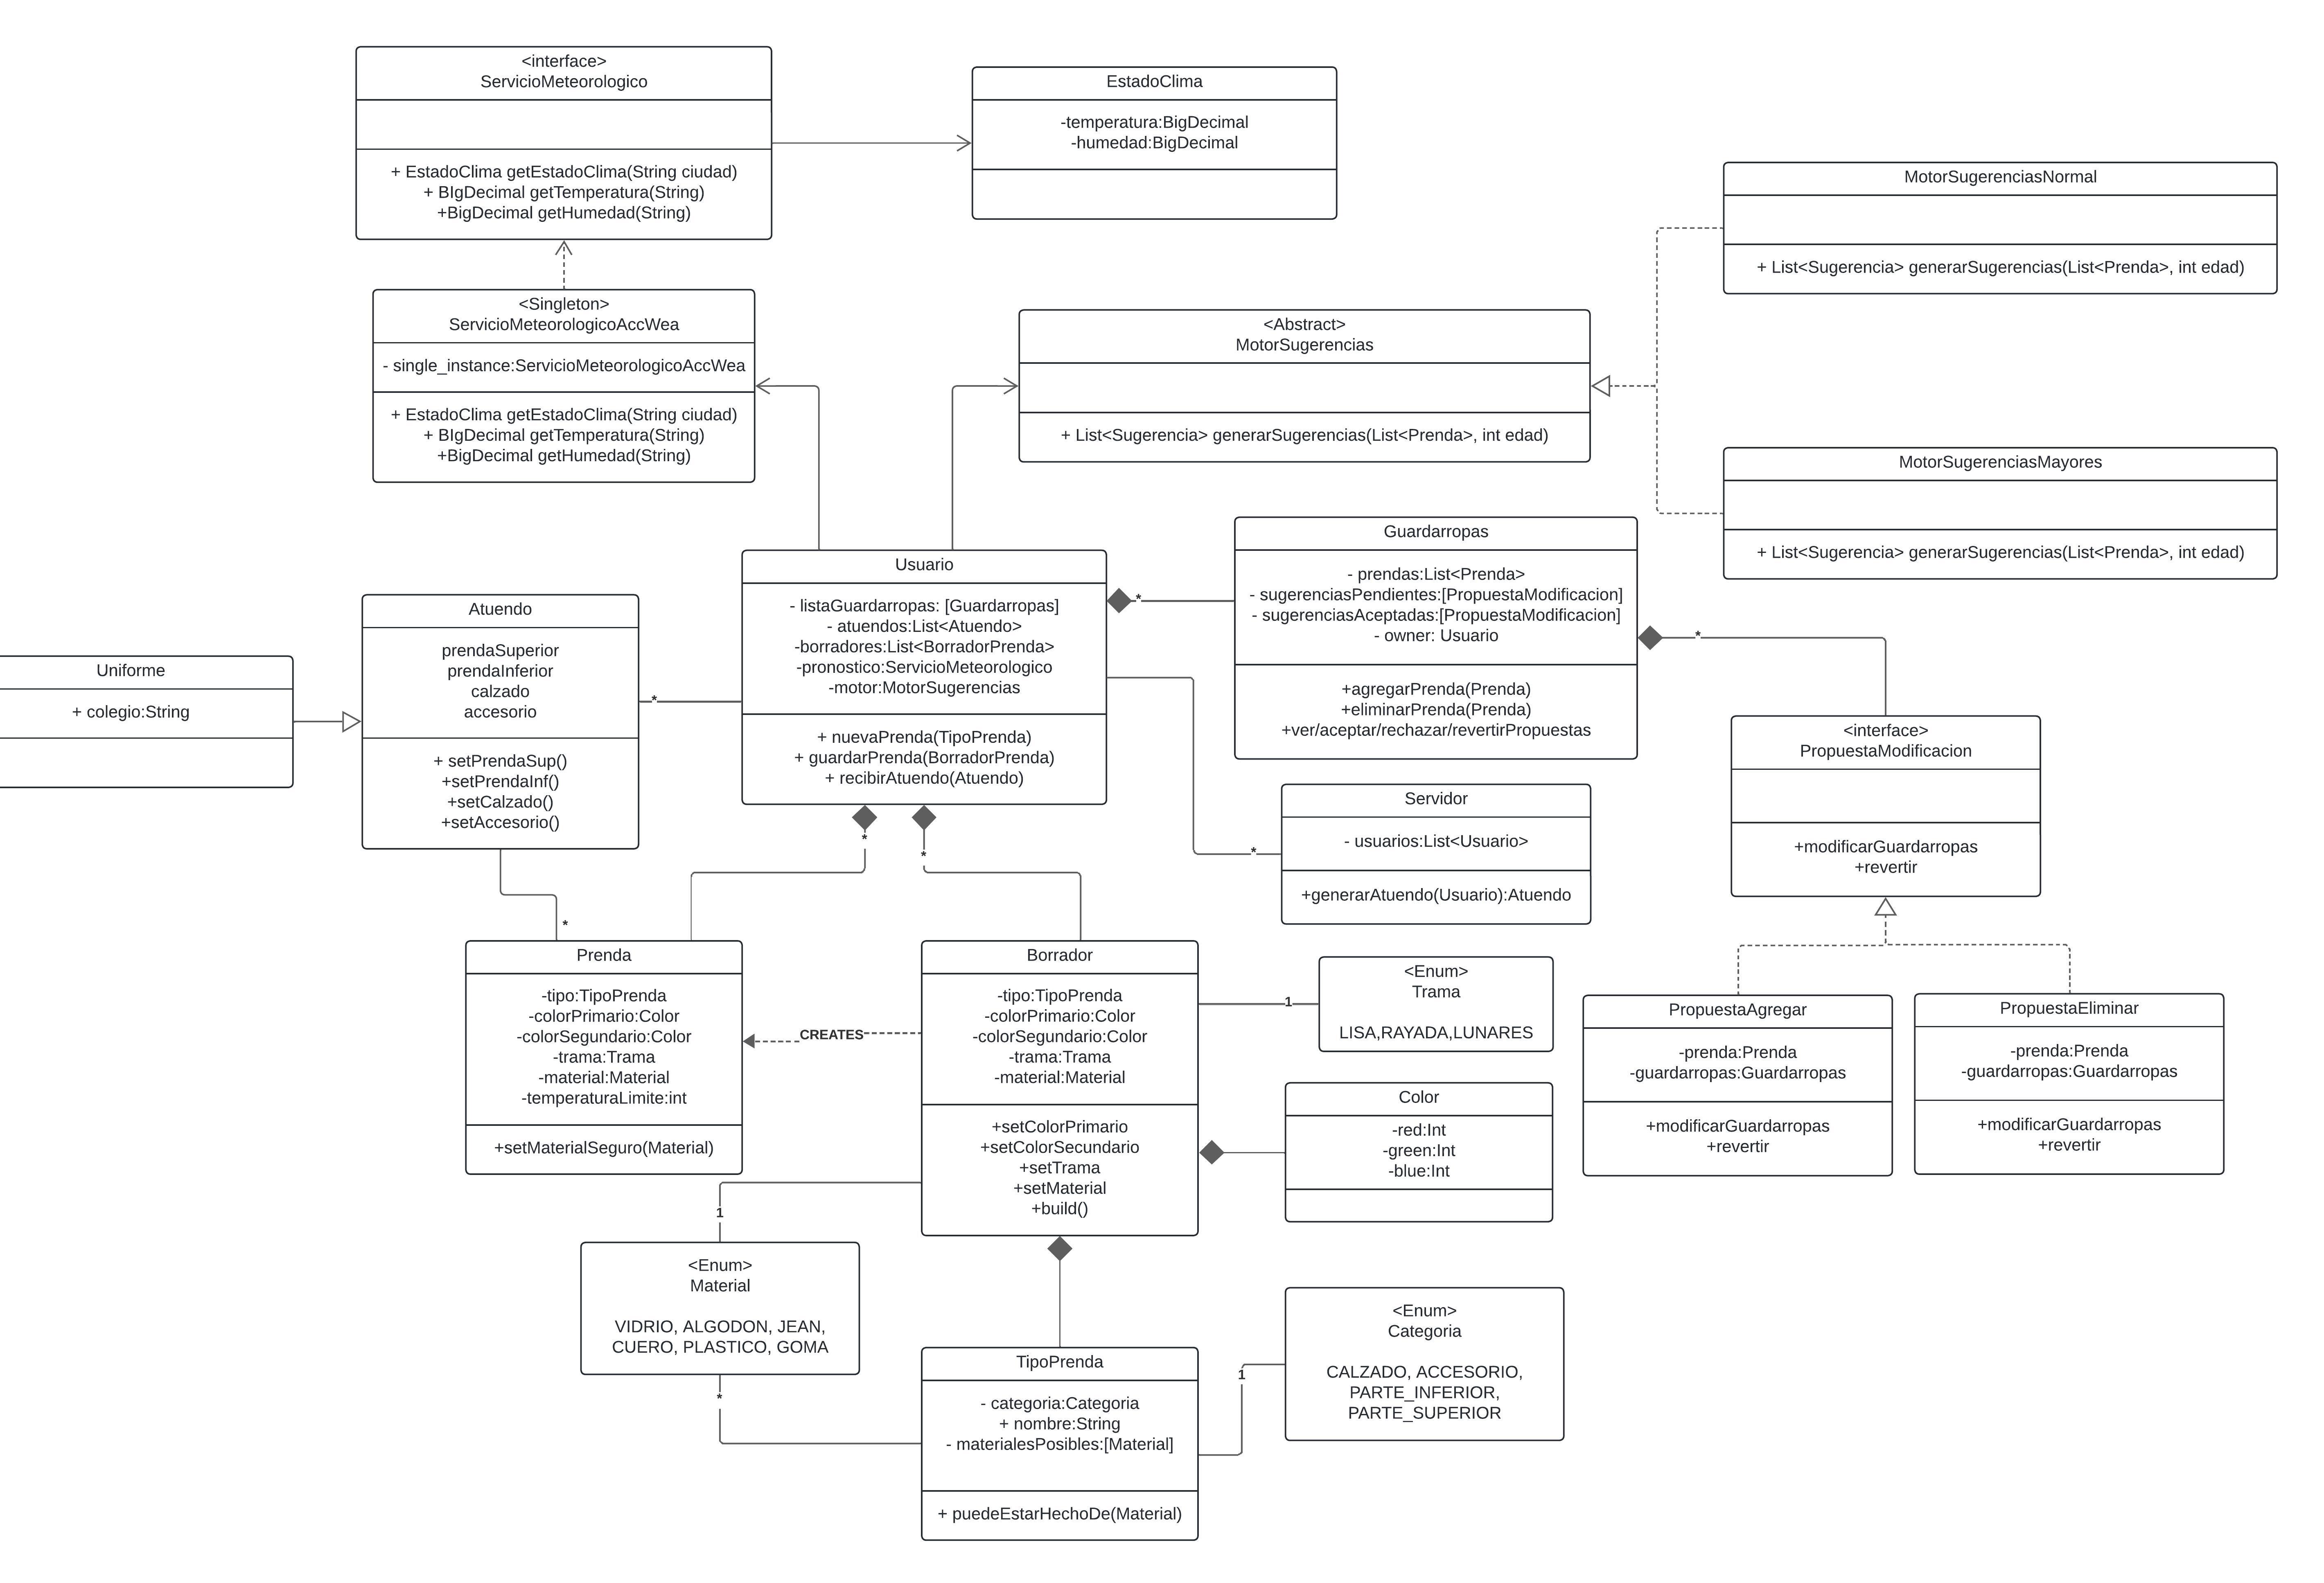 <interface>
ServicioMeteorologico
+ EstadoClima getEstadoClima(String ciudad)
+ BIgDecimal getTemperatura(String)
+BigDecimal getHumedad(String)
EstadoClima
-temperatura:BigDecimal
-humedad:BigDecimal
MotorSugerenciasNormal
+ List<Sugerencia> generarSugerencias(List<Prenda>, int edad)
<Singleton>
ServicioMeteorologicoAccWea
- single_instance:ServicioMeteorologicoAccWea
+ EstadoClima getEstadoClima(String ciudad)
+ BIgDecimal getTemperatura(String)
+BigDecimal getHumedad(String)
<Abstract>
MotorSugerencias
+ List<Sugerencia> generarSugerencias(List<Prenda>, int edad)
MotorSugerenciasMayores
+ List<Sugerencia> generarSugerencias(List<Prenda>, int edad)
Uniforme
+ colegio:String
Atuendo
prendaSuperior
prendaInferior
calzado
accesorio
+ setPrendaSup()
+setPrendaInf()
+setCalzado()
+setAccesorio()
*
Usuario
- listaGuardarropas: [Guardarropas]
- atuendos:List<Atuendo>
-borradores:List<BorradorPrenda>
-pronostico:ServicioMeteorologico
-motor:MotorSugerencias
+ nuevaPrenda(TipoPrenda)
+ guardarPrenda(BorradorPrenda)
+ recibirAtuendo(Atuendo)
*
Guardarropas
- prendas:List<Prenda>
- sugerenciasPendientes:[PropuestaModificacion]
- sugerenciasAceptadas:[PropuestaModificacion]
- owner: Usuario
+agregarPrenda(Prenda)
+eliminarPrenda(Prenda)
+ver/aceptar/rechazar/revertirPropuestas
*
<interface>
PropuestaModificacion
+modificarGuardarropas
+revertir
Servidor
- usuarios:List<Usuario>
+generarAtuendo(Usuario):Atuendo
*
*
*
*
Prenda
-tipo:TipoPrenda
-colorPrimario:Color
-colorSegundario:Color
-trama:Trama
-material:Material
-temperaturaLimite:int
+setMaterialSeguro(Material)
CREATES
Borrador
-tipo:TipoPrenda
-colorPrimario:Color
-colorSegundario:Color
-trama:Trama
-material:Material
+setColorPrimario
+setColorSecundario
+setTrama
+setMaterial
+build()
1
<Enum>
Trama
LISA,RAYADA,LUNARES
Color
-red:Int
-green:Int
-blue:Int
PropuestaAgregar
-prenda:Prenda
-guardarropas:Guardarropas
+modificarGuardarropas
+revertir
PropuestaEliminar
-prenda:Prenda
-guardarropas:Guardarropas
+modificarGuardarropas
+revertir
1
<Enum>
Material
VIDRIO, ALGODON, JEAN,
CUERO, PLASTICO, GOMA
*
TipoPrenda
- categoria:Categoria
+ nombre:String
- materialesPosibles:[Material]
+ puedeEstarHechoDe(Material)
1
<Enum>
Categoria
CALZADO, ACCESORIO,
PARTE_INFERIOR,
PARTE_SUPERIOR